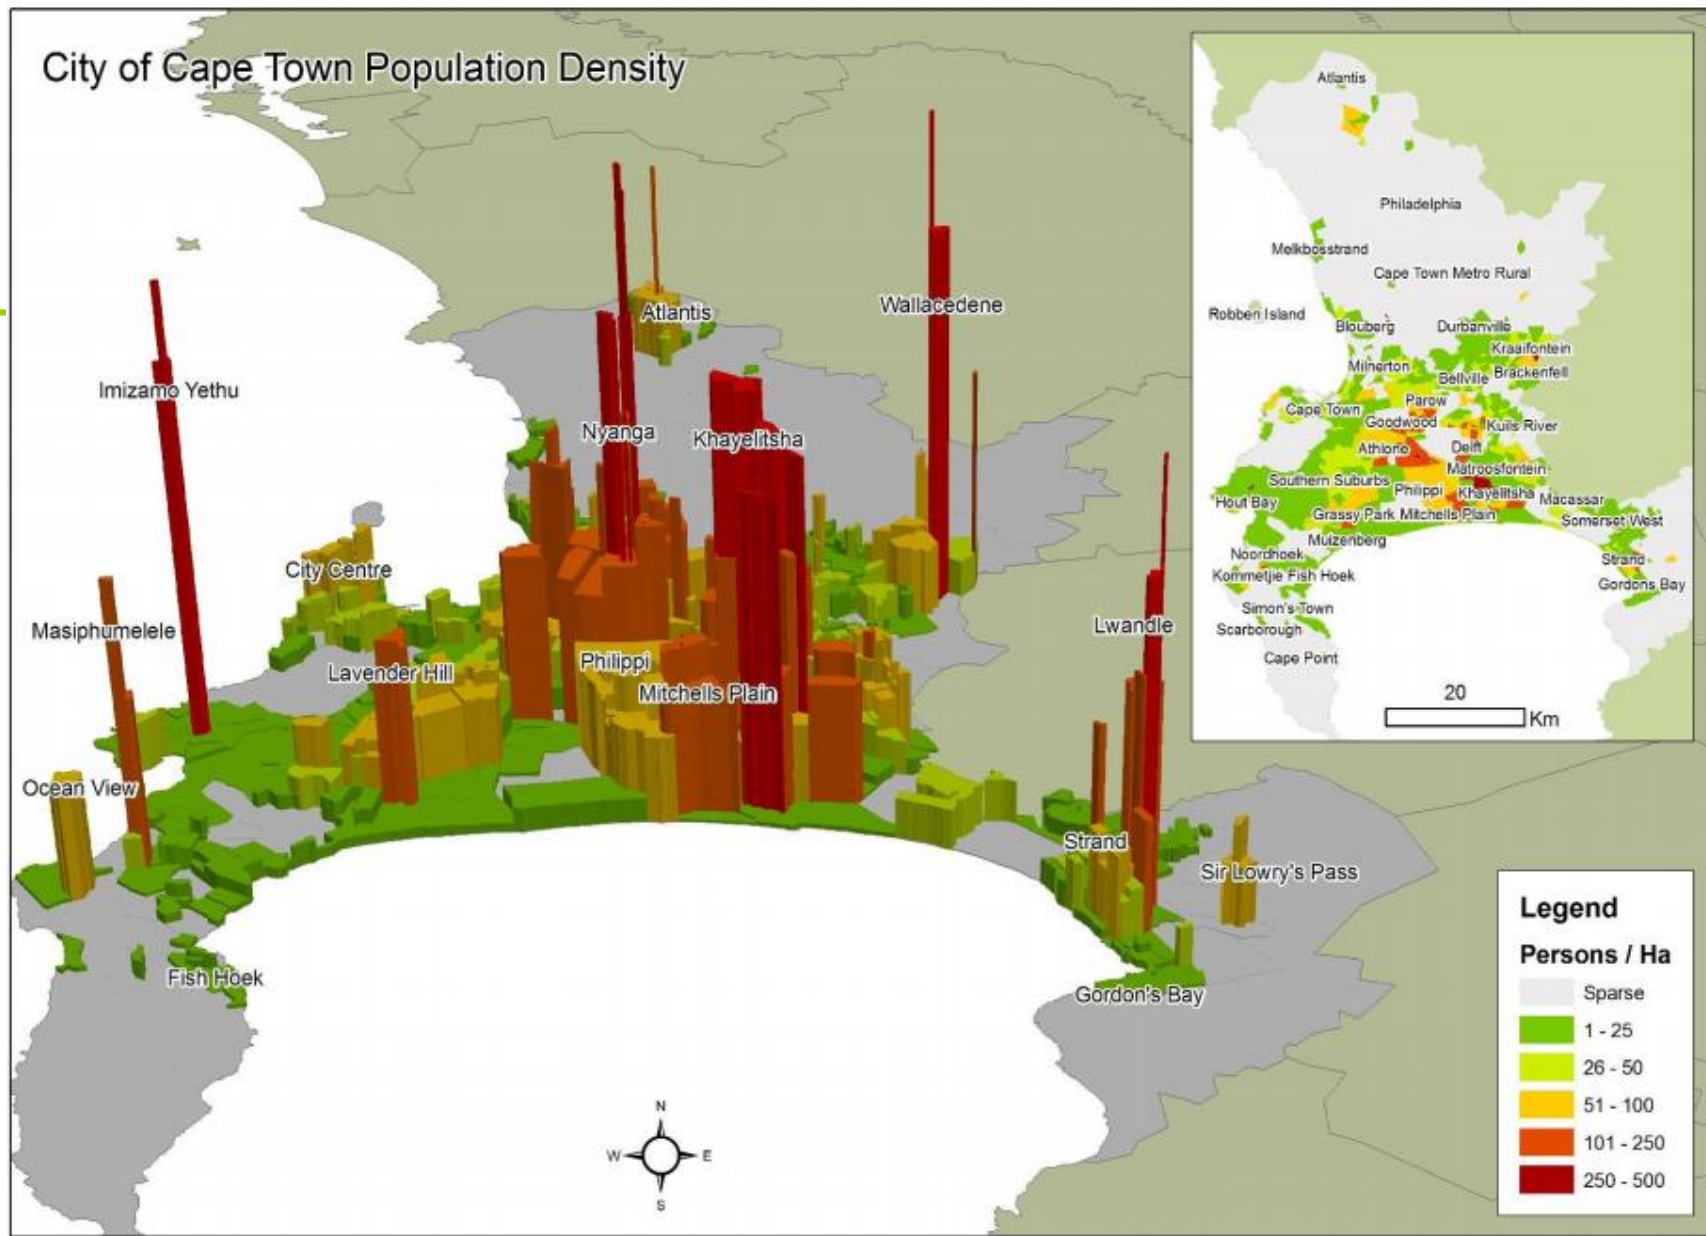 City of Cape Town Population Density
Atlantis
Wallacedene
Imizamo Yethu
Nyanga
Khayelitsha
City Centre
Masiphumelele
Lwandle
Lavender Hill
Philippi
Mitchells Plain
Ocean View
Strand
Sir Lowry's Pass
Fish Hoek
Gordon's Bay
N
W
E
S
Atlantis
Philadelphia
Melkbosstrand
Cape Town Metro Rural
Robben Island
Blouberg
Durbanville
Kraaifontein
Milnerton
Bellville
Brackenfell
Cape Town
Parow
Goodwood
Kuils River
Athlone
Delft
Matroosfontein
Southern Suburbs
Philippi
Khayelitsha
Macassar
Hout Bay
Grassy Park
Mitchells Plain
Somerset West
Muizenberg
Noordhoek
Strand
Kommetjie
Fish Hoek
Gordons Bay
Simon's Town
Scarborough
Cape Point
20
Km
Legend
Persons / Ha
Sparse
1 - 25
26 - 50
51 - 100
101 - 250
250 - 500